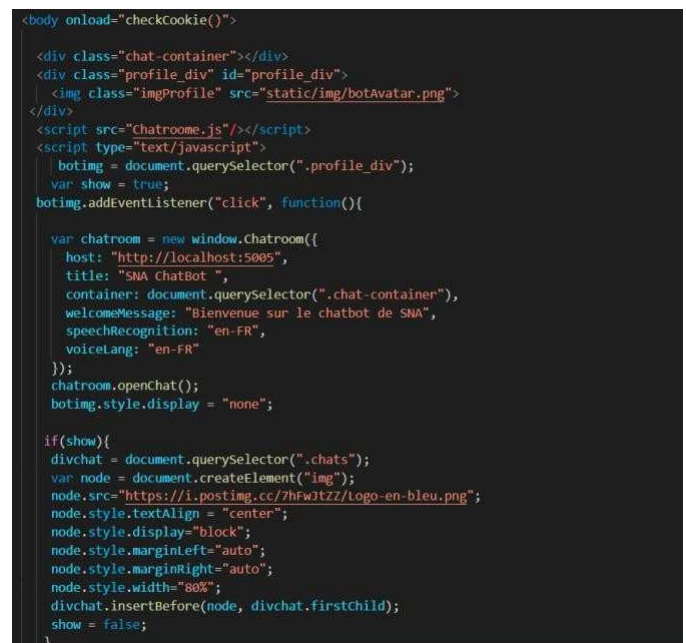 <body onload="checkCookie()">
<div class="chat-container"></div>
<div class="profile_div" id="profile_div">
<img class="imgProfile" src="static/img/botAvatar.png">
</div>
<script src="Chatroome.js"/></script>
<script type="text/javascript">
botimg = document.querySelector(".profile_div");
var show = true;
botimg.addEventListener("click", function(){
var chatroom = new window.Chatroom({
host: "http://localhost:5005",
title: "SNA ChatBot ",
container: document.querySelector(".chat-container"),
welcomeMessage: "Bienvenue sur le chatbot de SNA",
speechRecognition: "en-FR",
voiceLang: "en-FR"
});
chatroom.openChat();
botimg.style.display = "none";
if(show){
divchat = document.querySelector(".chats");
var node = document.createElement("img");
node.src="https://i.postimg.cc/7hFwJtZZ/Logo-en-bleu.png";
node.style.textAlign = "center";
node.style.display="block";
node.style.marginLeft="auto";
node.style.marginRight="auto";
node.style.width="80%";
divchat.insertBefore(node, divchat.firstChild);
show = false;
}